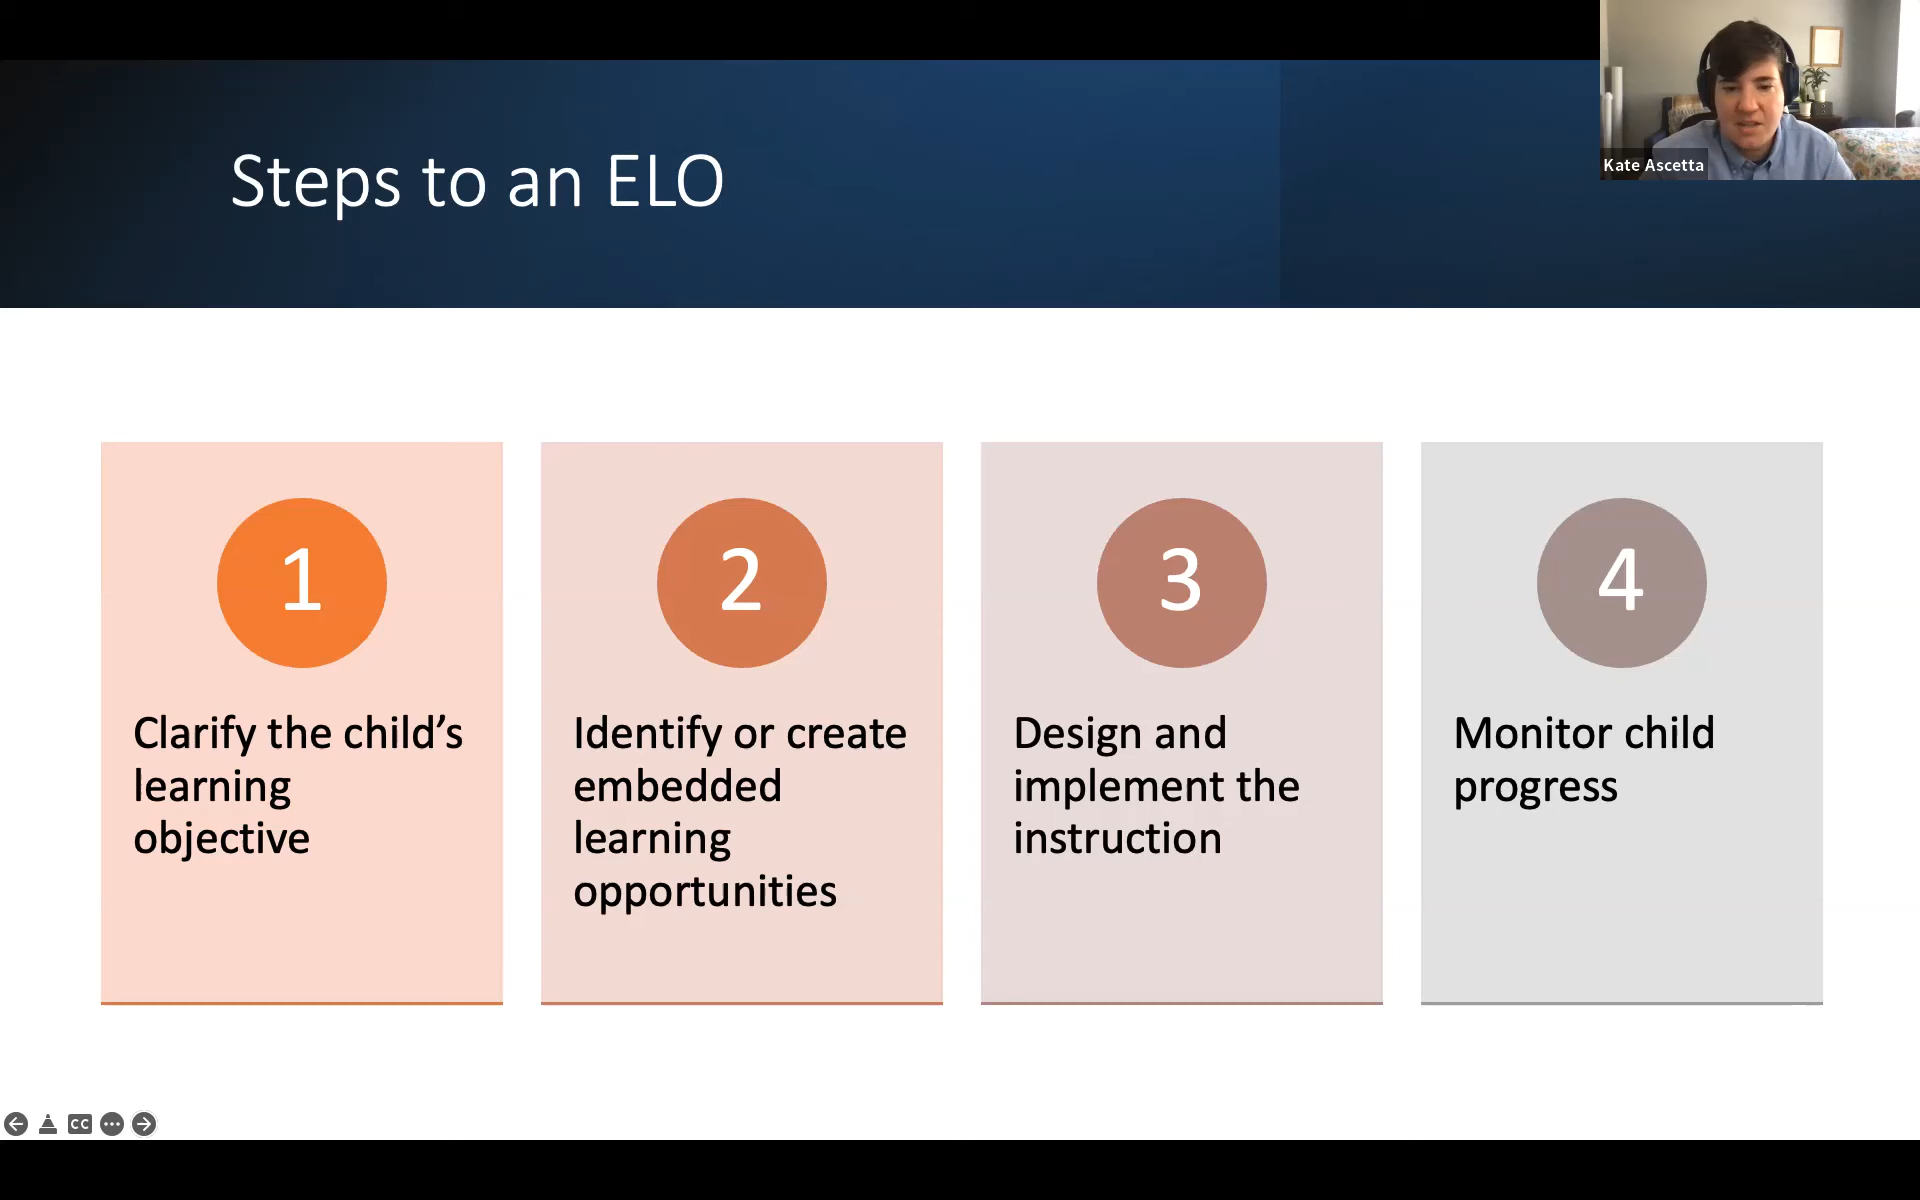 Steps to an ELO
Kate Ascetta
1
Clarify the child’s
learning
objective
2
Identify or create
embedded
learning
opportunities
3
Design and
implement the
instruction
4
Monitor child
progress
CC